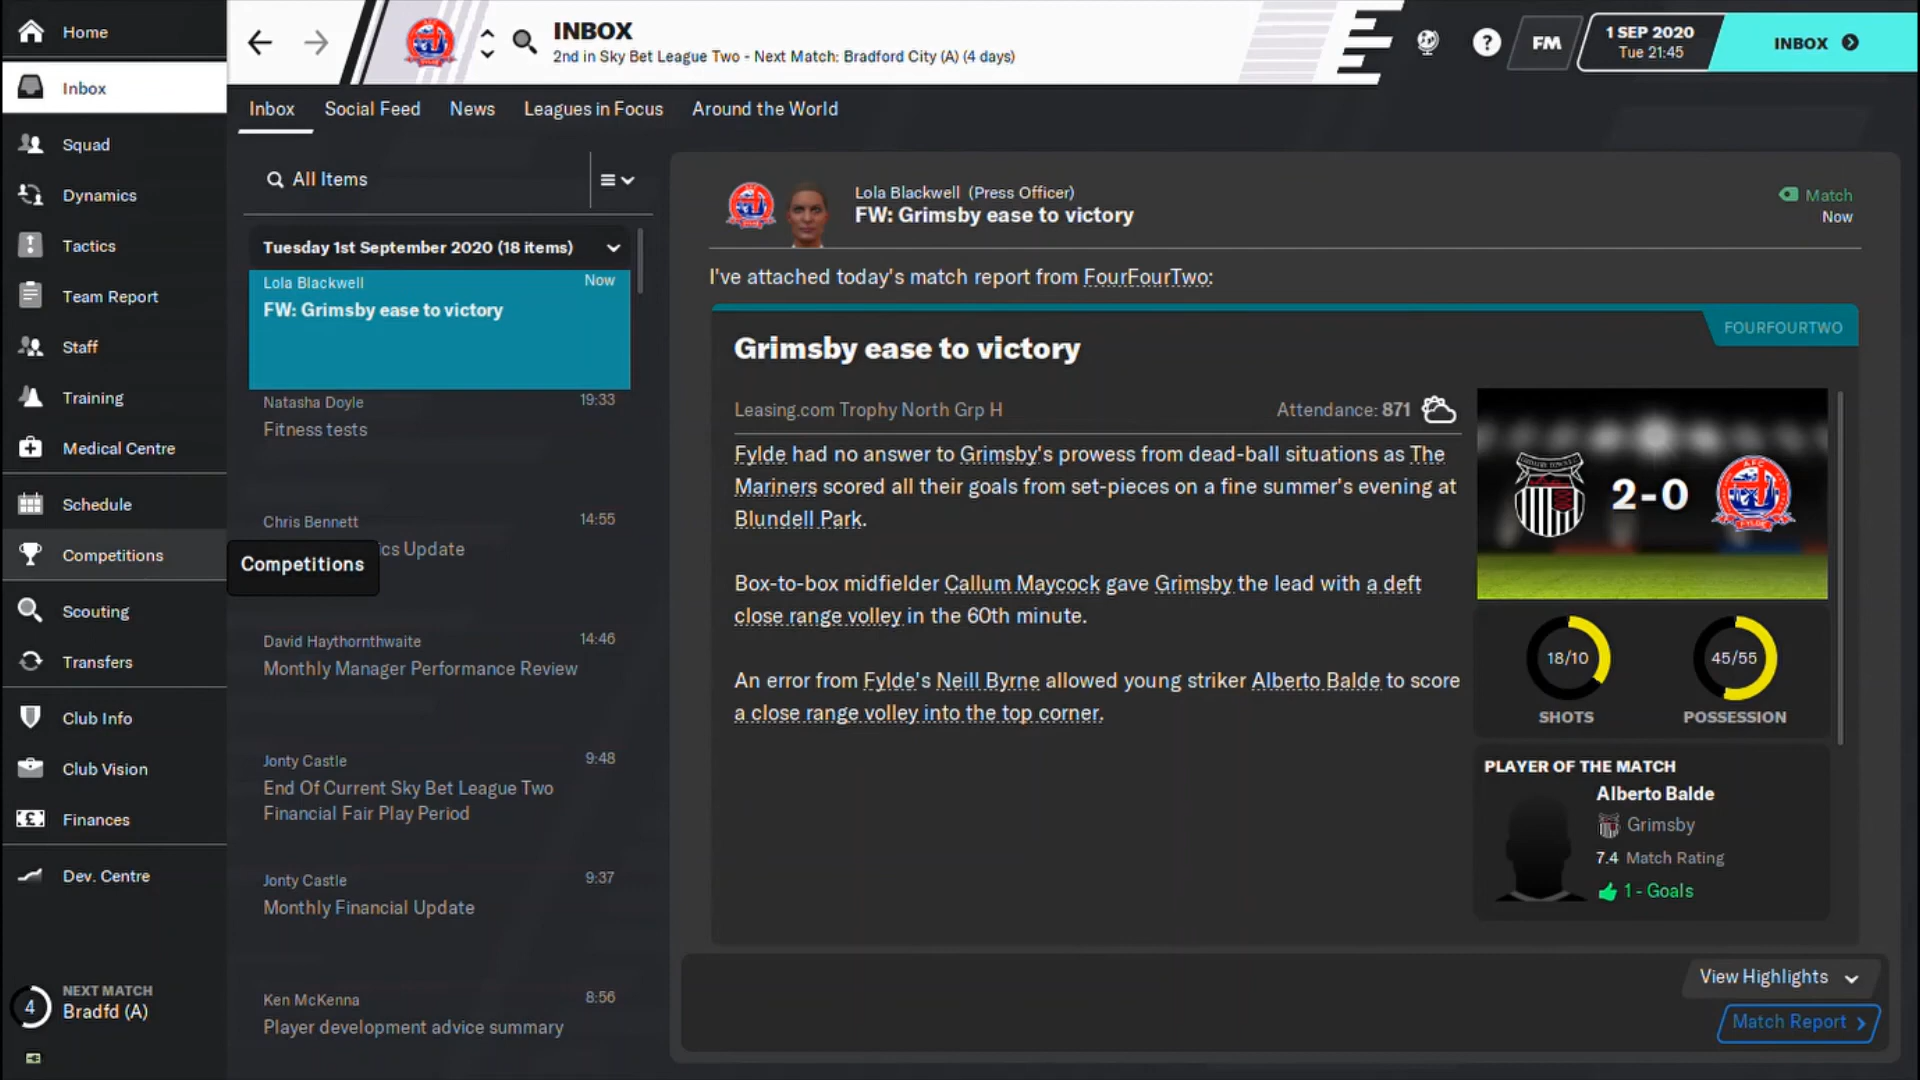 Home
Inbox
Squad
Dynamics
Tactics
Team Report
Staff
Training
Medical Centre
Schedule
Competitions
Scouting
Transfers
Club Info
Club Vision
Finances
Dev. Centre
4
NEXT MATCH
Bradfd (A)
INBOX
2nd in Sky Bet League Two - Next Match: Bradford City (A) (4 days)
?
FM
1 SEP 2020
Tue 21:45
INBOX
Inbox Social Feed News Leagues in Focus Around the World
All Items
Tuesday 1st September 2020 (18 items)
Lola Blackwell Now
FW: Grimsby ease to victory
Natasha Doyle 19:33
Fitness tests
Chris Bennett 14:55
ics Update
Competitions
David Haythornthwaite 14:46
Monthly Manager Performance Review
Jonty Castle 9:48
End Of Current Sky Bet League Two
Financial Fair Play Period
Jonty Castle 9:37
Monthly Financial Update
Ken McKenna 8:56
Player development advice summary
Lola Blackwell (Press Officer)
FW: Grimsby ease to victory
Match
Now
I've attached today's match report from FourFourTwo:
FOURFOURTWO
Grimsby ease to victory
Leasing.com Trophy North Grp H Attendance: 871
Fylde had no answer to Grimsby's prowess from dead-ball situations as The
Mariners scored all their goals from set-pieces on a fine summer's evening at
Blundell Park.
Box-to-box midfielder Callum Maycock gave Grimsby the lead with a deft
close range volley in the 60th minute.
An error from Fylde's Neill Byrne allowed young striker Alberto Balde to score
a close range volley into the top corner.
2-0
18/10
SHOTS
45/55
POSSESSION
PLAYER OF THE MATCH
Alberto Balde
Grimsby
7.4 Match Rating
1 - Goals
View Highlights
Match Report